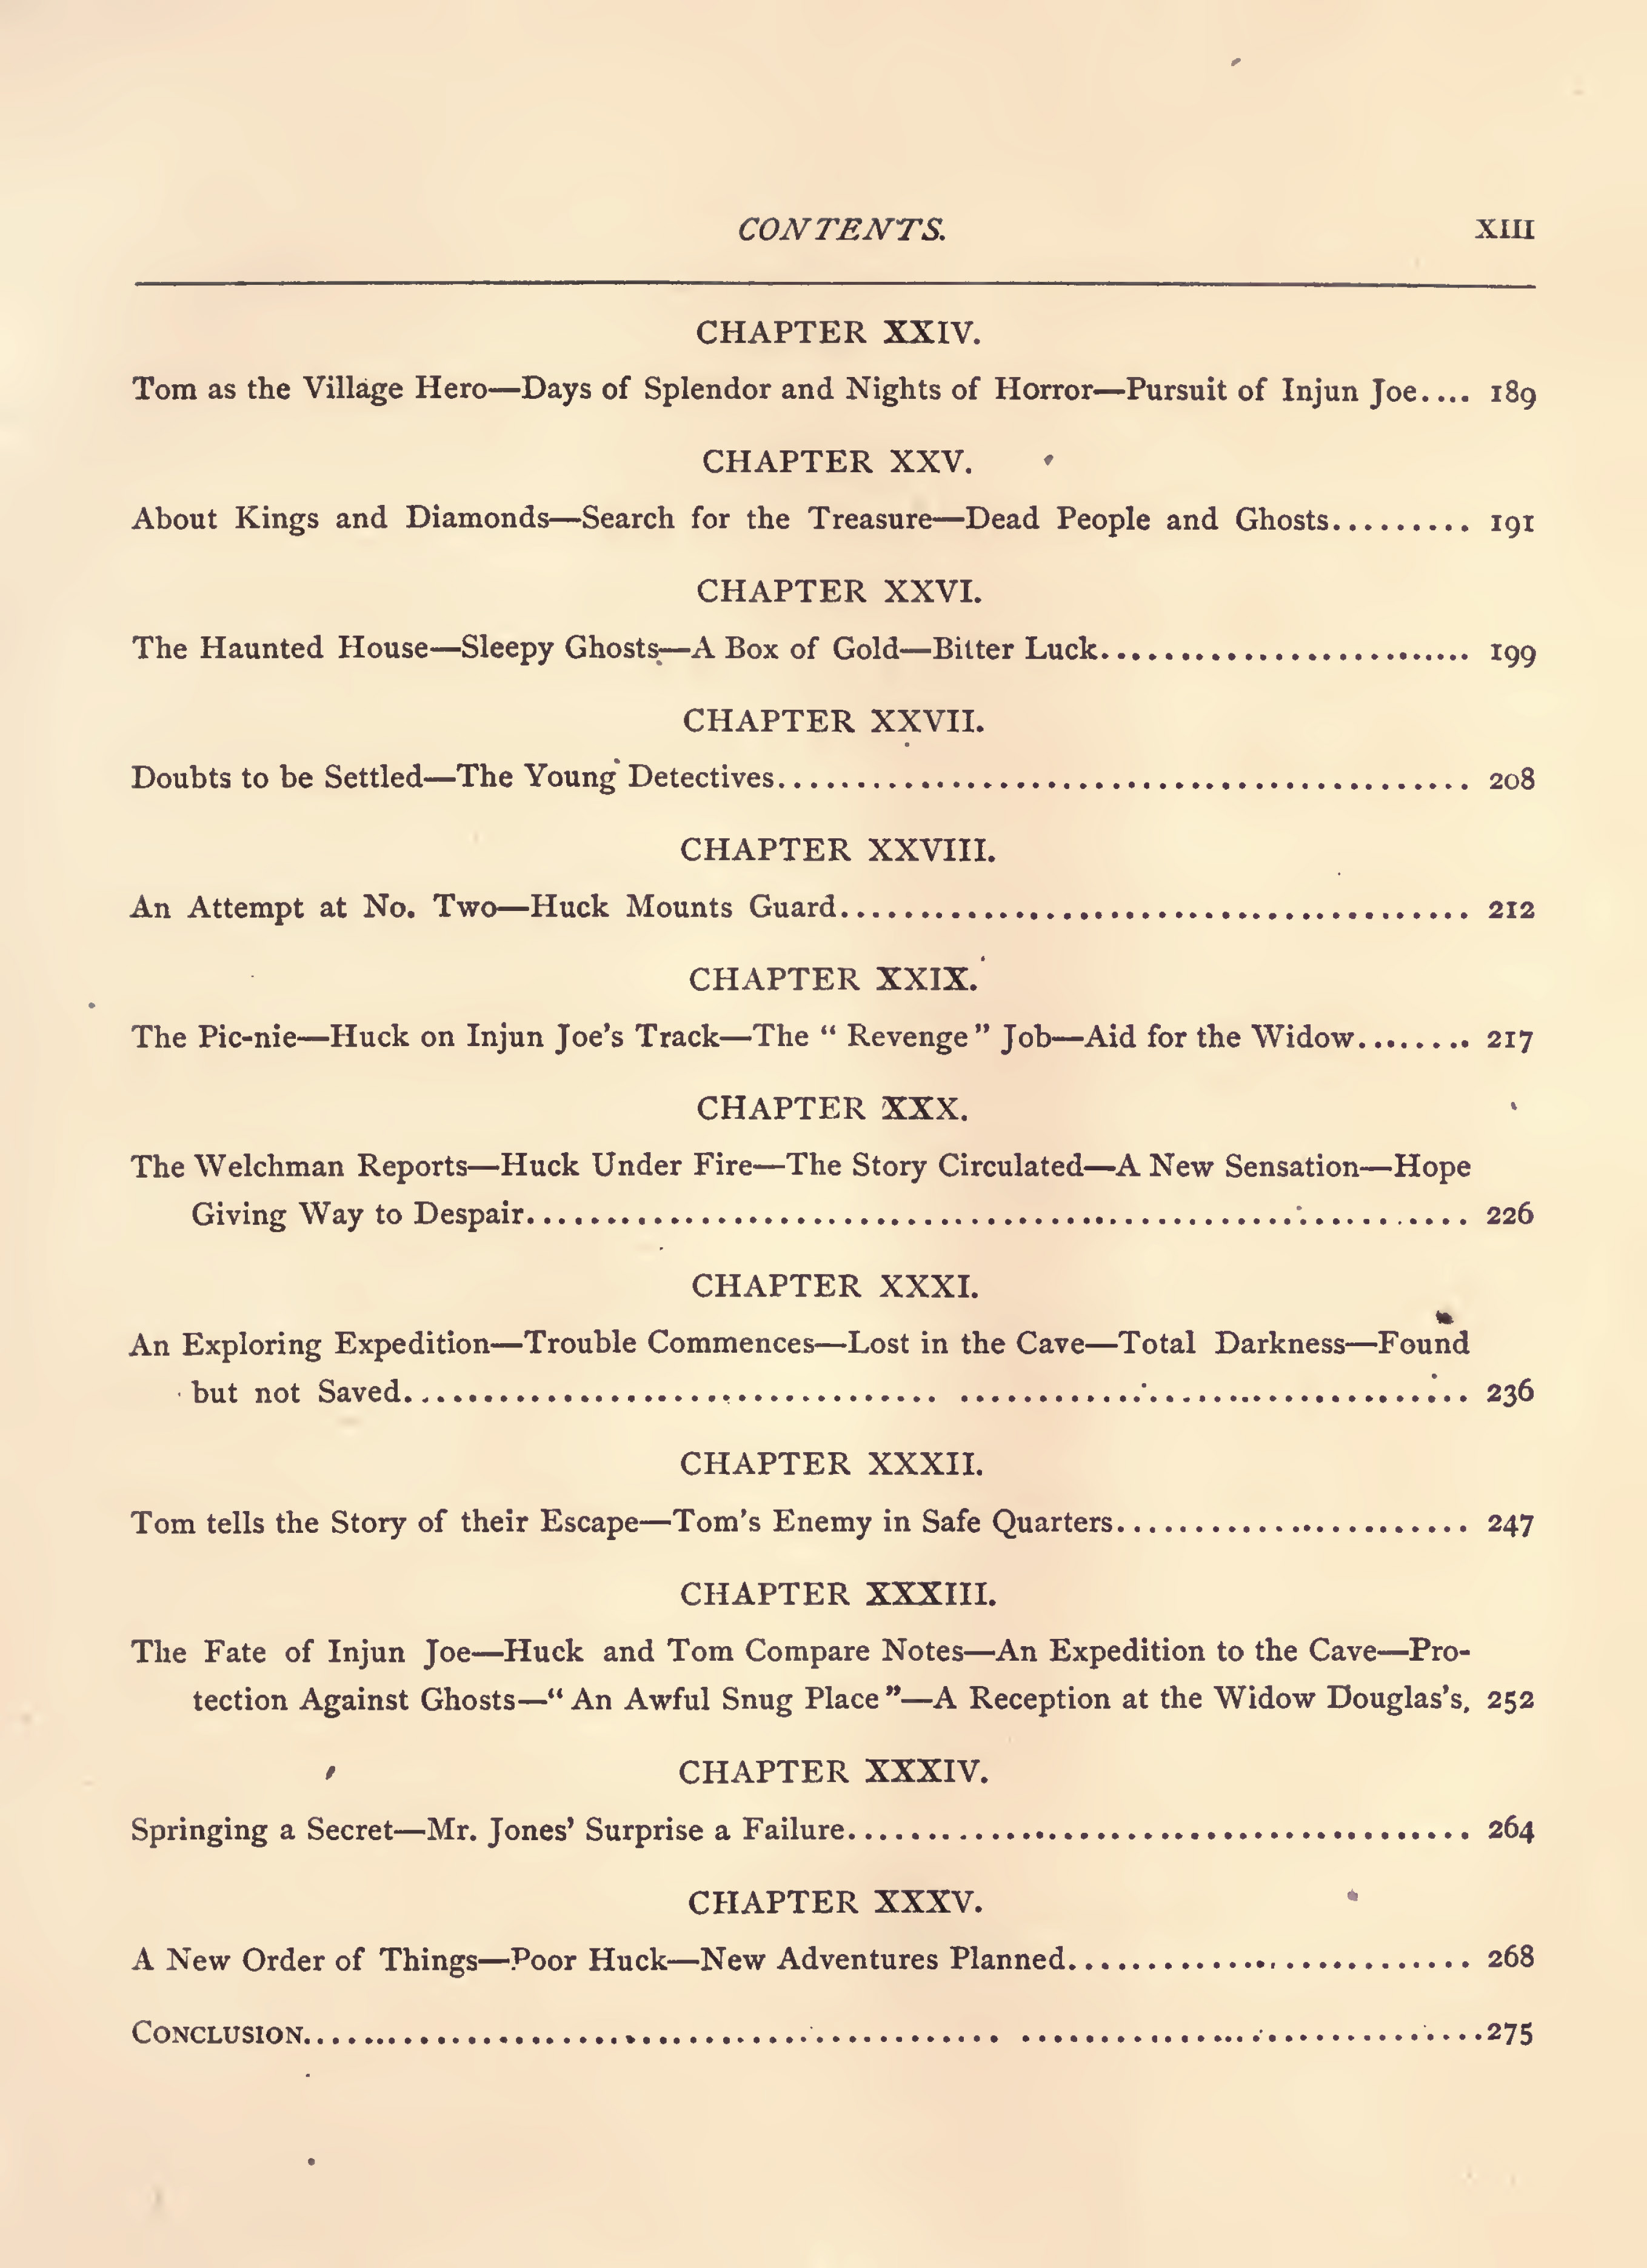 CONTENTS. XIII
CHAPTER XXIV.
Tom as the Village Hero—Days of Splendor and Nights of Horror—Pursuit of Injun Joe.... 189
CHAPTER XXV.
About Kings and Diamonds—Search for the Treasure—Dead People and Ghosts......... 191
CHAPTER XXVI.
The Haunted House—Sleepy Ghosts—A Box of Gold—Bitter Luck........................ 199
CHAPTER XXVII.
Doubts to be Settled—The Young Detectives............................................ 208
CHAPTER XXVIII.
An Attempt at No. Two—Huck Mounts Guard........................................ 212
CHAPTER XXIX.
The Pic-nie—Huck on Injun Joe's Track—The “ Revenge” Job—Aid for the Widow........ 217
CHAPTER XXX.
The Welchman Reports—Huck Under Fire—The Story Circulated—A New Sensation—Hope
Giving Way to Despair............................................................ 226
CHAPTER XXXI.
An Exploring Expedition—Trouble Commences—Lost in the Cave—Total Darkness—Found
but not Saved.................................. ................................ 236
CHAPTER XXXII.
Tom tells the Story of their Escape—Tom's Enemy in Safe Quarters....................... 247
CHAPTER XXXIII.
The Fate of Injun Joe—Huck and Tom Compare Notes—An Expedition to the Cave—Pro-
tection Against Ghosts—“ An Awful Snug Place”—A Reception at the Widow Douglas's, 252
CHAPTER XXXIV.
Springing a Secret—Mr. Jones' Surprise a Failure........................................ 264
CHAPTER XXXV.
A New Order of Things—Poor Huck—New Adventures Planned.......................... 268
CONCLUSION............................................ .............................275